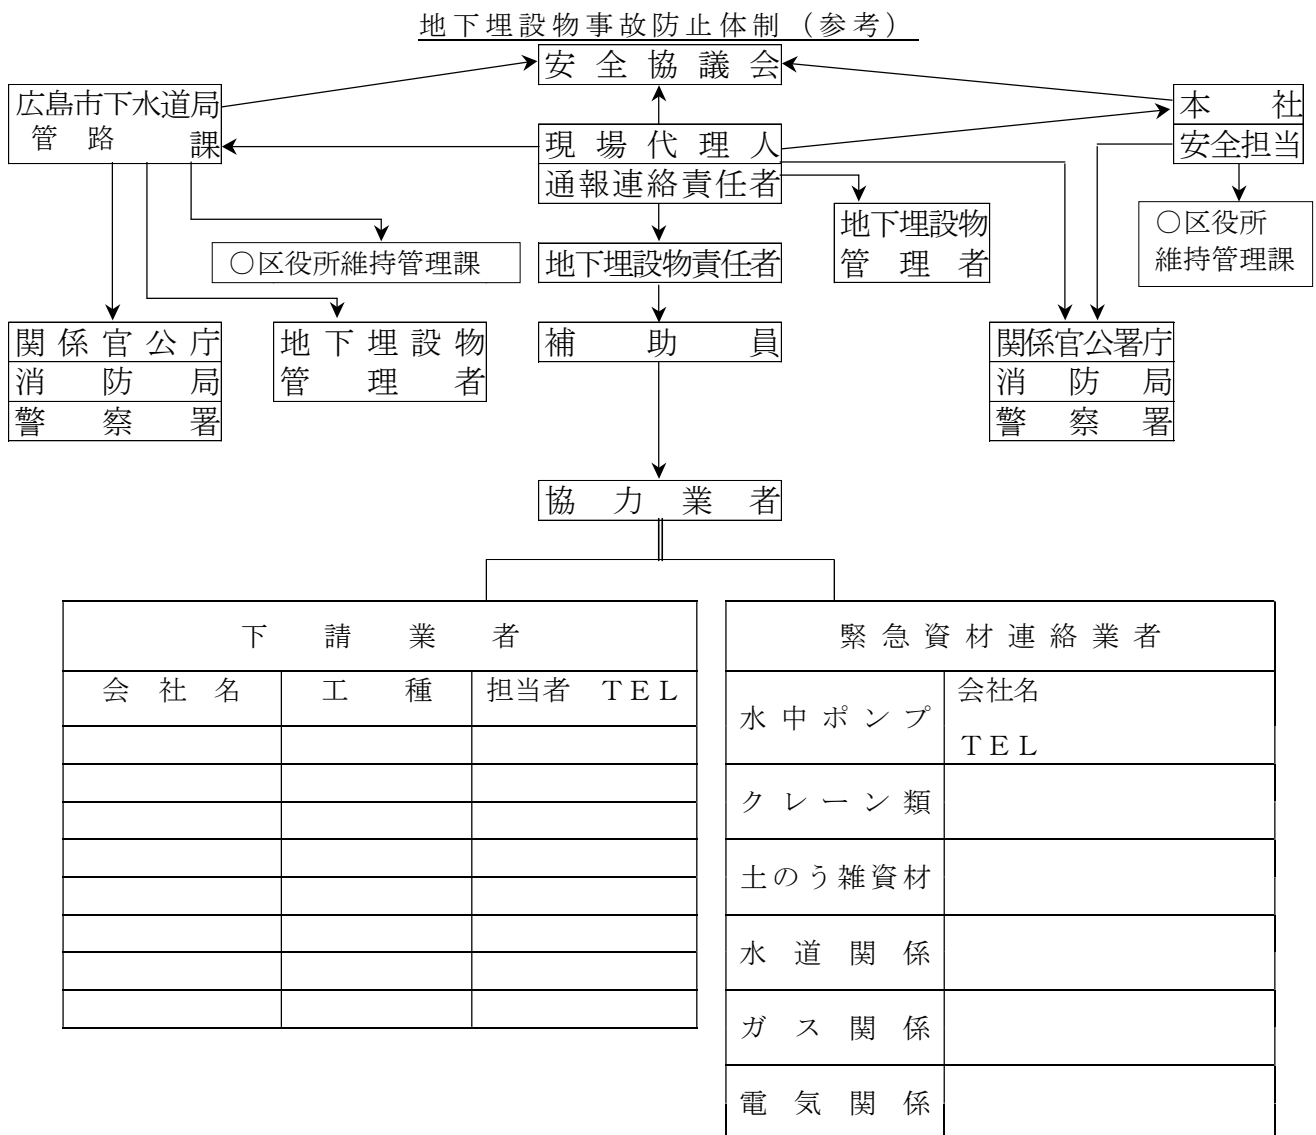 地下埋設物事故防止体制（参考）
安全協議会
広島市下水道局
管路課
現場代理人
通報連絡責任者
本社
安全担当
地下埋設物
管理者
○区役所
維持管理課
○区役所維持管理課
地下埋設物責任者
関係官公庁
消防局
警察署
地下埋設物
管理者
補助員
関係官公署庁
消防局
警察署
協力業者
下請業者
会社名 工種 担当者 ＴＥＬ
緊急資材連絡業者
水中ポンプ 会社名
ＴＥＬ
クレーン類
土のう雑資材
水道関係
ガス関係
電気関係